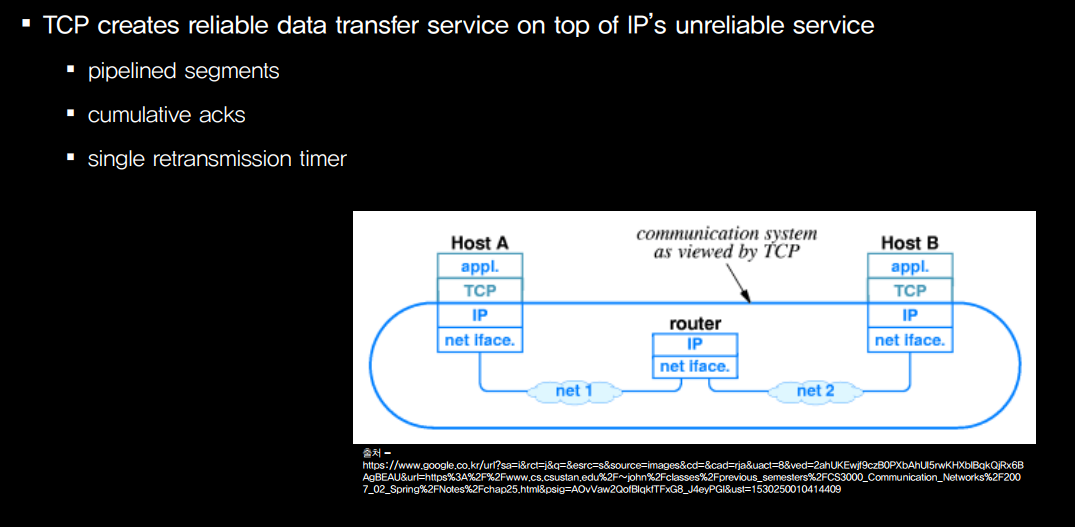 ▪ TCP creates reliable data transfer service on top of IP's unreliable service
▪ pipelined segments
▪ cumulative acks
▪ single retransmission timer
communication system
as viewed by TCP
Host A
appl.
TCP
IP
net iface.
router
IP
net iface.
Host B
appl.
TCP
IP
net iface.
net 1
net 2
출처 –
https://www.google.co.kr/url?sa=i&rct=j&q=&esrc=s&source=images&cd=&cad=rja&uact=8&ved=2ahUKEwjf9czB0PXbAhUI5rwKHXblBqkQjRx6B
AgBEAU&url=https%3A%2F%2Fwww.cs.csustan.edu%2F~john%2Fclasses%2Fprevious_semesters%2FCS3000_Communication_Networks%2F200
7_02_Spring%2FNotes%2Fchap25.html&psig=AOvVaw2QofBlqkfTFxG8_J4eyPGl&ust=1530250010414409